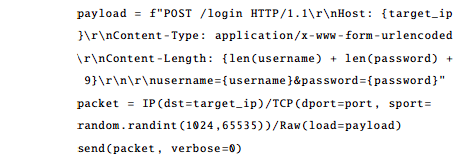 payload = f"POST /login HTTP/1.1\r\nHost: {target_ip
}\r\nContent-Type: application/x-www-form-urlencoded
\r\nContent-Length: {len(username) + len(password) +
9}\r\n\r\nusername={username}&password={password}"
packet = IP(dst=target_ip)/TCP(dport=port, sport=
random.randint(1024,65535))/Raw(load=payload)
send(packet, verbose=0)